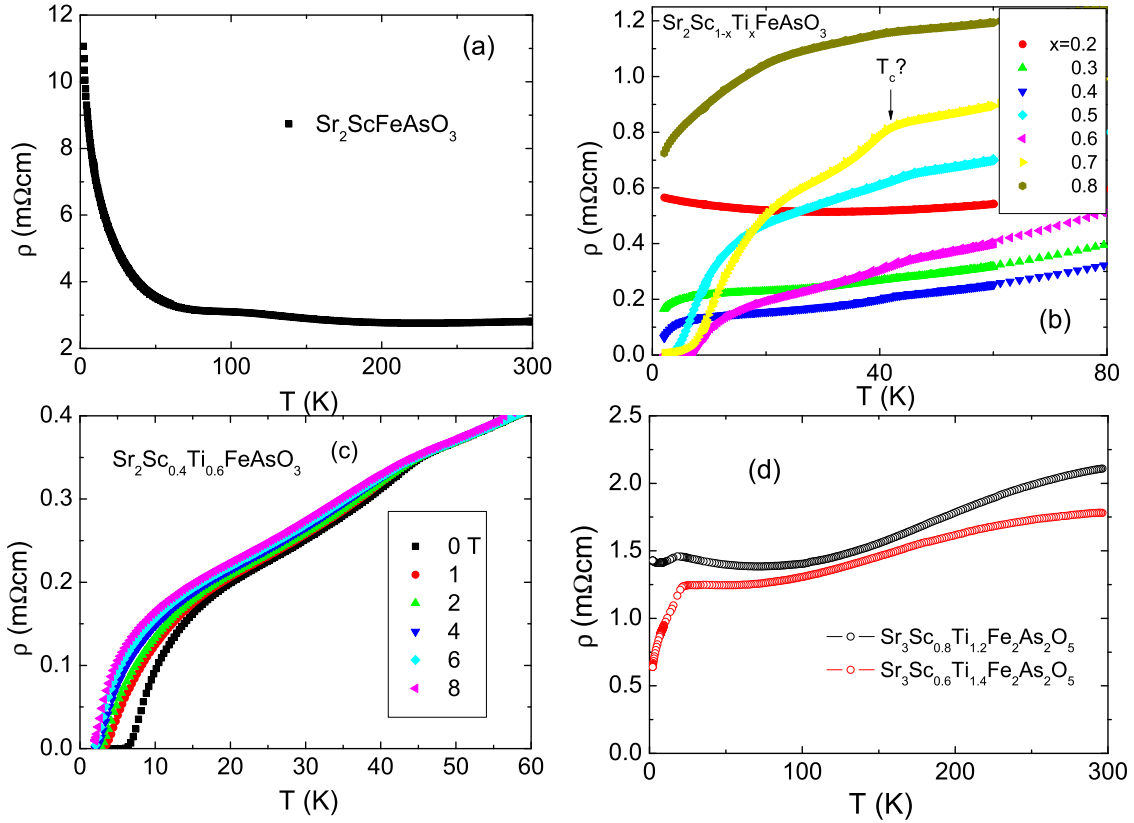 (a)
Sr₂ScFeAsO₃
12
11
10
8
6
4
2
0
100
200
300
ρ (mΩcm)
T (K)
(b)
Sr₂Sc₁₋ₓTiₓFeAsO₃
T_c?
x=0.2
0.3
0.4
0.5
0.6
0.7
0.8
1.2
1.0
0.8
0.6
0.4
0.2
0.0
0
40
80
ρ (mΩcm)
T (K)
(c)
Sr₂Sc₀.₄Ti₀.₆FeAsO₃
0 T
1
2
4
6
8
0.4
0.3
0.2
0.1
0.0
0
10
20
30
40
50
60
ρ (mΩcm)
T (K)
(d)
Sr₃Sc₀.₈Ti₁.₂Fe₂As₂O₅
Sr₃Sc₀.₆Ti₁.₄Fe₂As₂O₅
2.5
2.0
1.5
1.0
0.5
0.0
0
100
200
300
ρ (mΩcm)
T (K)